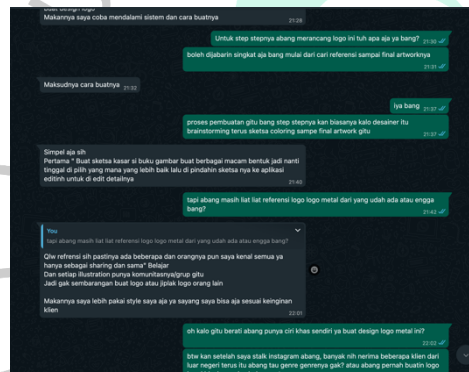 Makannya saya coba mendalami sistem dan cara buatnya
21:29
Untuk step stepnya abang merancang logo ini tuh apa aja ya bang? 21:30
boleh dijabarin singkat aja bang mulai dari cari referensi sampai final artworknya
21:31
Maksudnya cara buatnya 21:32
iya bang 21:37
proses pembuatan gitu bang step stepnya kan biasanya kalo desainer itu
brainstorming terus sketsa coloring sampe final artwork gitu
21:37
Simpel aja sih
Pertama " Buat sketsa kasar si buku gambar buat berbagai macam bentuk jadi nanti
tinggal di pilih yang mana yang lebih baik lalu di pindahin sketsa nya ke aplikasi
editinh untuk di edit detailnya
21:40
tapi abang masih liat liat referensi logo logo metal dari yang udah ada atau engga
bang?
21:42
You
tapi abang masih liat liat referensi logo logo metal dari yang udah ada atau engga bang?
Qlw refrensi sih pastinya ada beberapa dan orangnya pun saya kenal semua ya
hanya sebagai sharing dan sama" Belajar
Dan setiap illustration punya komunitasnya/grup gitu
Jadi gak sembarangan buat logo atau jiplak logo orang lain
Makannya saya lebih pakai style saya aja ya sayang saya bisa aja sesuai keinginan
klien
22:01
oh kalo gitu berati abang punya ciri khas sendiri ya buat design logo metal ini?
22:02
btw kan setelah saya stalk instagram abang, banyak nih nerima beberapa klien dari
luar negeri terus itu abang tau genre genrenya gak? atau abang pernah buatin logo